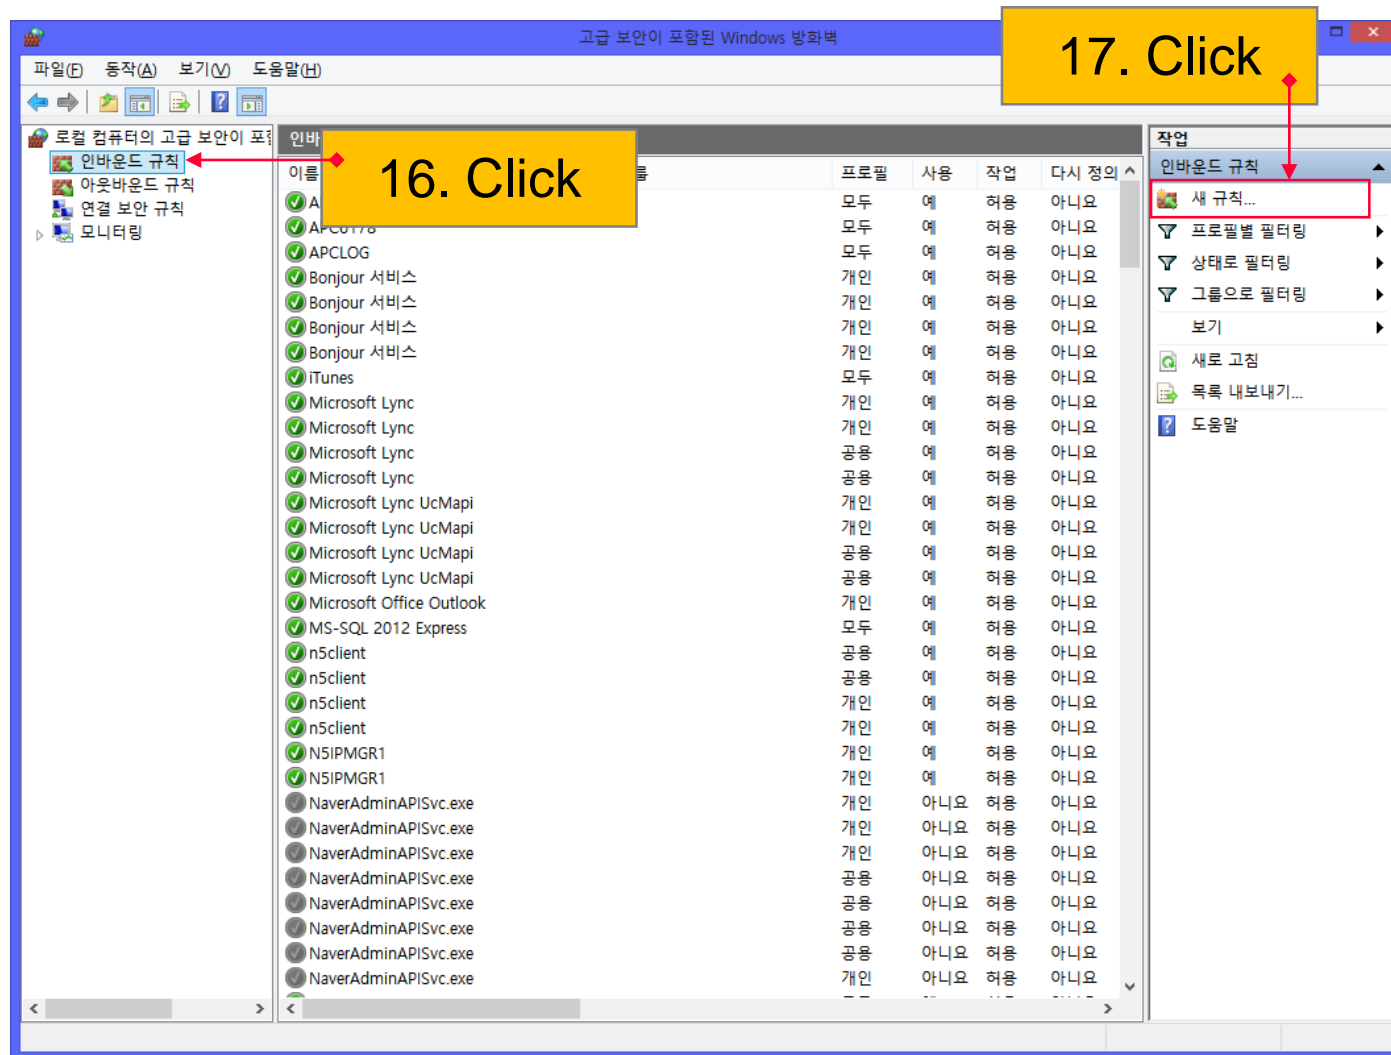 고급 보안이 포함된 Windows 방화벽
17. Click
파일(F) 동작(A) 보기(V) 도움말(H)
로컬 컴퓨터의 고급 보안이
인바운드 규칙
아웃바운드 규칙
연결 보안 규칙
모니터링
16. Click
프로필 사용 작업 다시 정의
모두 예 허용 아니요
모두 예 허용 아니요
APCLOG 모두 예 허용 아니요
Bonjour 서비스 개인 예 허용 아니요
Bonjour 서비스 개인 예 허용 아니요
Bonjour 서비스 개인 예 허용 아니요
Bonjour 서비스 개인 예 허용 아니요
iTunes 모두 예 허용 아니요
Microsoft Lync 개인 예 허용 아니요
Microsoft Lync 개인 예 허용 아니요
Microsoft Lync 공용 예 허용 아니요
Microsoft Lync 공용 예 허용 아니요
Microsoft Lync UcMapi 개인 예 허용 아니요
Microsoft Lync UcMapi 개인 예 허용 아니요
Microsoft Lync UcMapi 공용 예 허용 아니요
Microsoft Lync UcMapi 공용 예 허용 아니요
Microsoft Office Outlook 개인 예 허용 아니요
MS-SQL 2012 Express 모두 예 허용 아니요
n5client 공용 예 허용 아니요
n5client 공용 예 허용 아니요
n5client 개인 예 허용 아니요
n5client 개인 예 허용 아니요
N5IPMGR1 개인 예 허용 아니요
N5IPMGR1 개인 예 허용 아니요
NaverAdminAPISvc.exe 개인 아니요 허용 아니요
NaverAdminAPISvc.exe 개인 아니요 허용 아니요
NaverAdminAPISvc.exe 개인 아니요 허용 아니요
NaverAdminAPISvc.exe 공용 아니요 허용 아니요
NaverAdminAPISvc.exe 공용 아니요 허용 아니요
NaverAdminAPISvc.exe 공용 아니요 허용 아니요
NaverAdminAPISvc.exe 공용 아니요 허용 아니요
NaverAdminAPISvc.exe 개인 아니요 허용 아니요
작업
인바운드 규칙
새 규칙...
프로필별 필터링
상태로 필터링
그룹으로 필터링
보기
새로 고침
목록 내보내기...
도움말